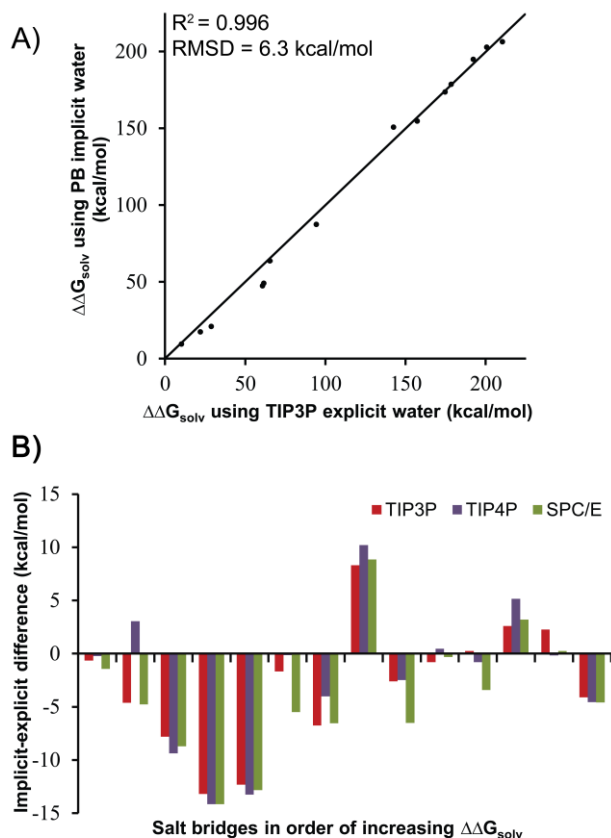 A)
R² = 0.996
RMSD = 6.3 kcal/mol
ΔΔGsolv using PB implicit water
(kcal/mol)
200
150
100
50
0
0 50 100 150 200
ΔΔGsolv using TIP3P explicit water (kcal/mol)
B)
Implicit-explicit difference (kcal/mol)
15
10
5
0
-5
-10
-15
TIP3P TIP4P SPC/E
Salt bridges in order of increasing ΔΔGsolv